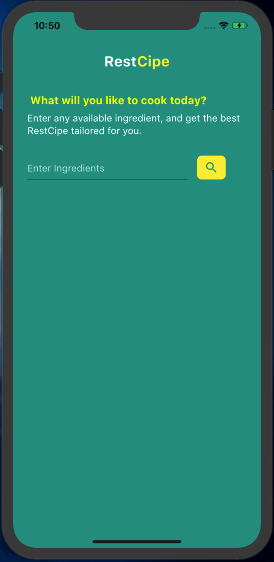 10:50
RestCipe
What will you like to cook today?
Enter any available ingredient, and get the best
RestCipe tailored for you.
Enter Ingredients